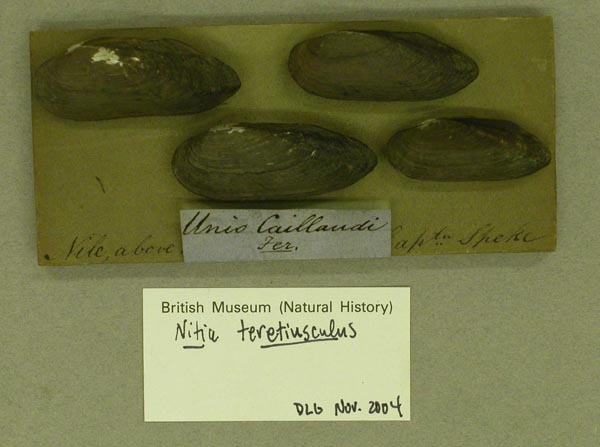 Unio Caillaudi
Fer.
Nile, above
Captn. Speke
British Museum (Natural History)
Nitia teretiusculus
DLG Nov. 2004